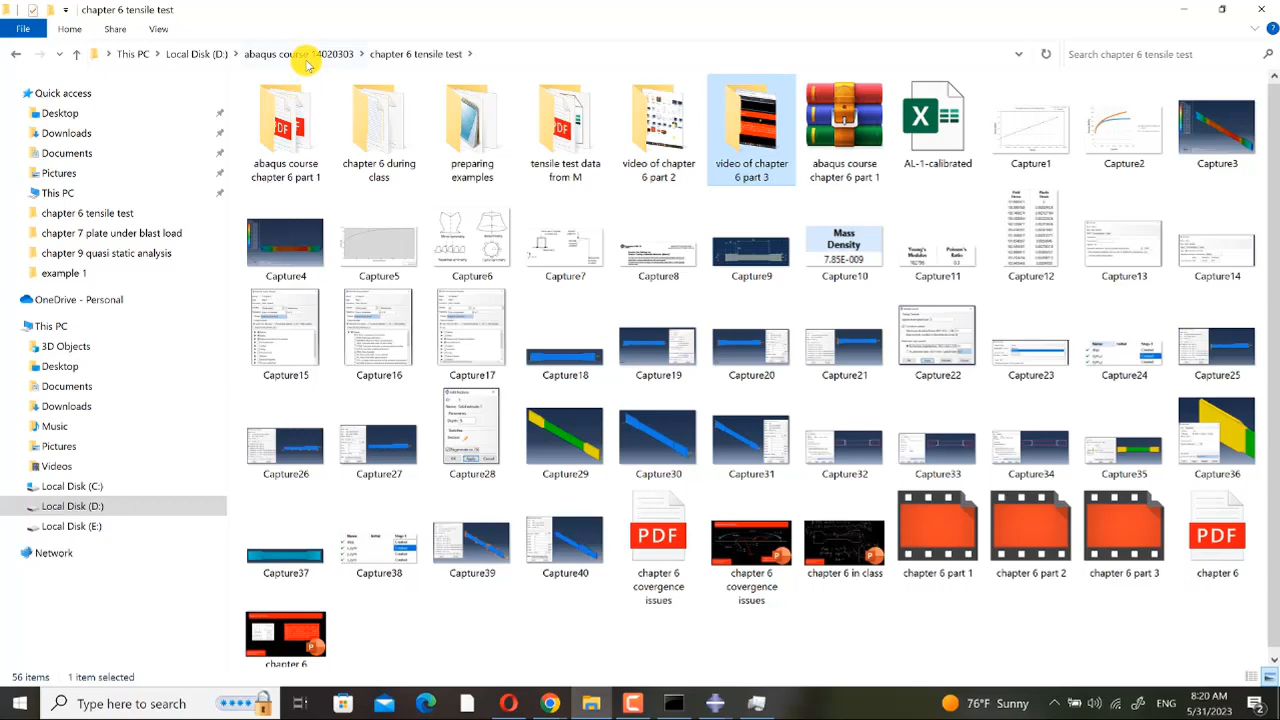 chapter 6 tensile test
File
Home
Share
View
This PC
Local Disk (D:)
abaqus course 14020303
chapter 6 tensile test
Search chapter 6 tensile test
Quick access
Desktop
Downloads
Documents
Pictures
This PC
chapter 6 tensile test
chapter 7 plate under test load
chapter 5 class static analysis
example 1
OneDrive - Personal
This PC
3D Objects
Desktop
Documents
Downloads
Music
Pictures
Videos
Local Disk (C:)
Local Disk (D:)
Local Disk (E:)
Network
abaqus course chapter 6 part 1
chapter 6 during class
preparing examples
tensile test data from M
video of chapter 6 part 2
video of chapter 6 part 3
abaqus course chapter 6 part 1
AL-1-calibrated
Capture1
Capture2
Capture3
Capture4
Capture5
Capture6
Capture7
Capture8
Capture9
Mass
Density
7.85E-009
Capture10
Young's
Modulus
Poisson's
Ratio
0.3
Capture11
Capture12
Capture13
Capture14
Capture15
Capture16
Capture17
Capture18
Capture19
Capture20
Capture21
Capture22
Capture23
Capture24
Capture25
Capture26
Capture27
Capture28
Capture29
Capture30
Capture31
Capture32
Capture33
Capture34
Capture35
Capture36
Capture37
Capture38
Capture39
Capture40
PDF
chapter 6 covergence issues
chapter 6 covergence issues
chapter 6 in class
chapter 6 part 1
chapter 6 part 2
chapter 6 part 3
PDF
chapter 6
chapter 6
56 items
1 item selected
Type here to search
76°F Sunny
ENG
8:20 AM
5/31/2023